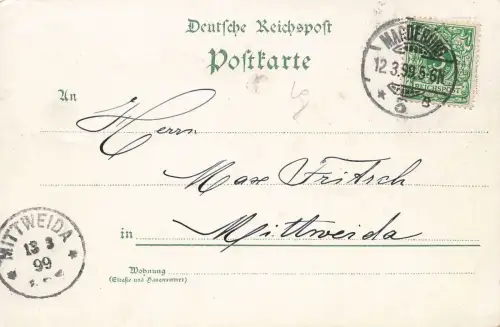 Deutsche Reichspost
Postkarte
MAGDEBURG
12.3.99.5-6N.
* 5
REICHSPOST
An
Herrn
Max Fritsch
in Mittweida
MITTWEIDA
13 3
99
Wohnung
(Straße und Hausnummer)